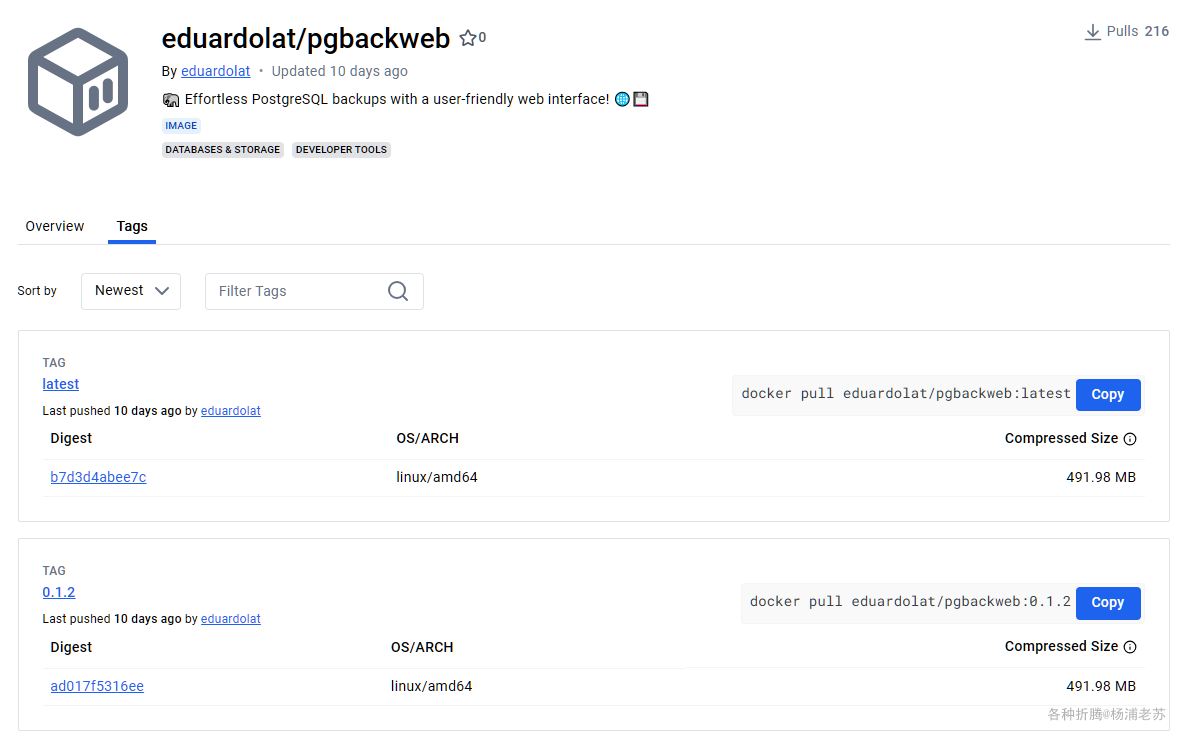 eduardolat/pgbackweb 0
Pulls 216
By eduardolat • Updated 10 days ago
🐘 Effortless PostgreSQL backups with a user-friendly web interface! 🌐💾
IMAGE
DATABASES & STORAGE DEVELOPER TOOLS
Overview Tags
Sort by Newest Filter Tags
TAG
latest
docker pull eduardolat/pgbackweb:latest Copy
Last pushed 10 days ago by eduardolat
Digest OS/ARCH Compressed Size
b7d3d4abee7c linux/amd64 491.98 MB
TAG
0.1.2
docker pull eduardolat/pgbackweb:0.1.2 Copy
Last pushed 10 days ago by eduardolat
Digest OS/ARCH Compressed Size
ad017f5316ee linux/amd64 491.98 MB
各种折腾@杨浦老苏